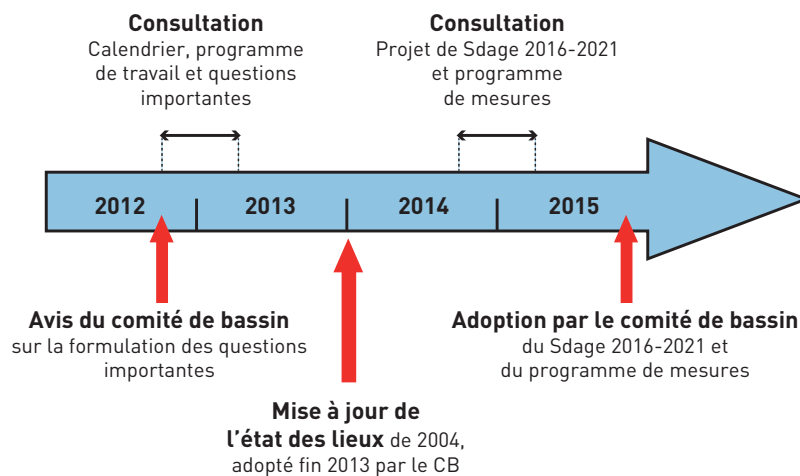 Consultation
Calendrier, programme
de travail et questions
importantes
Consultation
Projet de Sdage 2016-2021
et programme
de mesures
2012
2013
2014
2015
Avis du comité de bassin
sur la formulation des questions
importantes
Mise à jour de
l'état des lieux de 2004,
adopté fin 2013 par le CB
Adoption par le comité de bassin
du Sdage 2016-2021 et
du programme de mesures